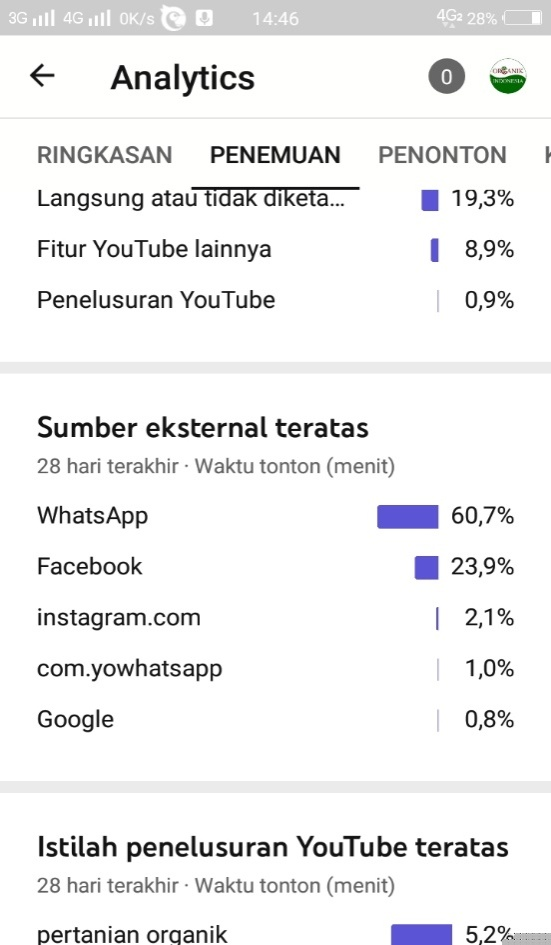 3G 4G 0K/s 14:46 4G2 28%
Analytics 0 ORGANIK INDONESIA
RINGKASAN PENEMUAN PENONTON
Langsung atau tidak diketa... 19,3%
Fitur YouTube lainnya 8,9%
Penelusuran YouTube 0,9%
Sumber eksternal teratas
28 hari terakhir · Waktu tonton (menit)
WhatsApp 60,7%
Facebook 23,9%
instagram.com 2,1%
com.yowhatsapp 1,0%
Google 0,8%
Istilah penelusuran YouTube teratas
28 hari terakhir · Waktu tonton (menit)
pertanian organik 5,2%